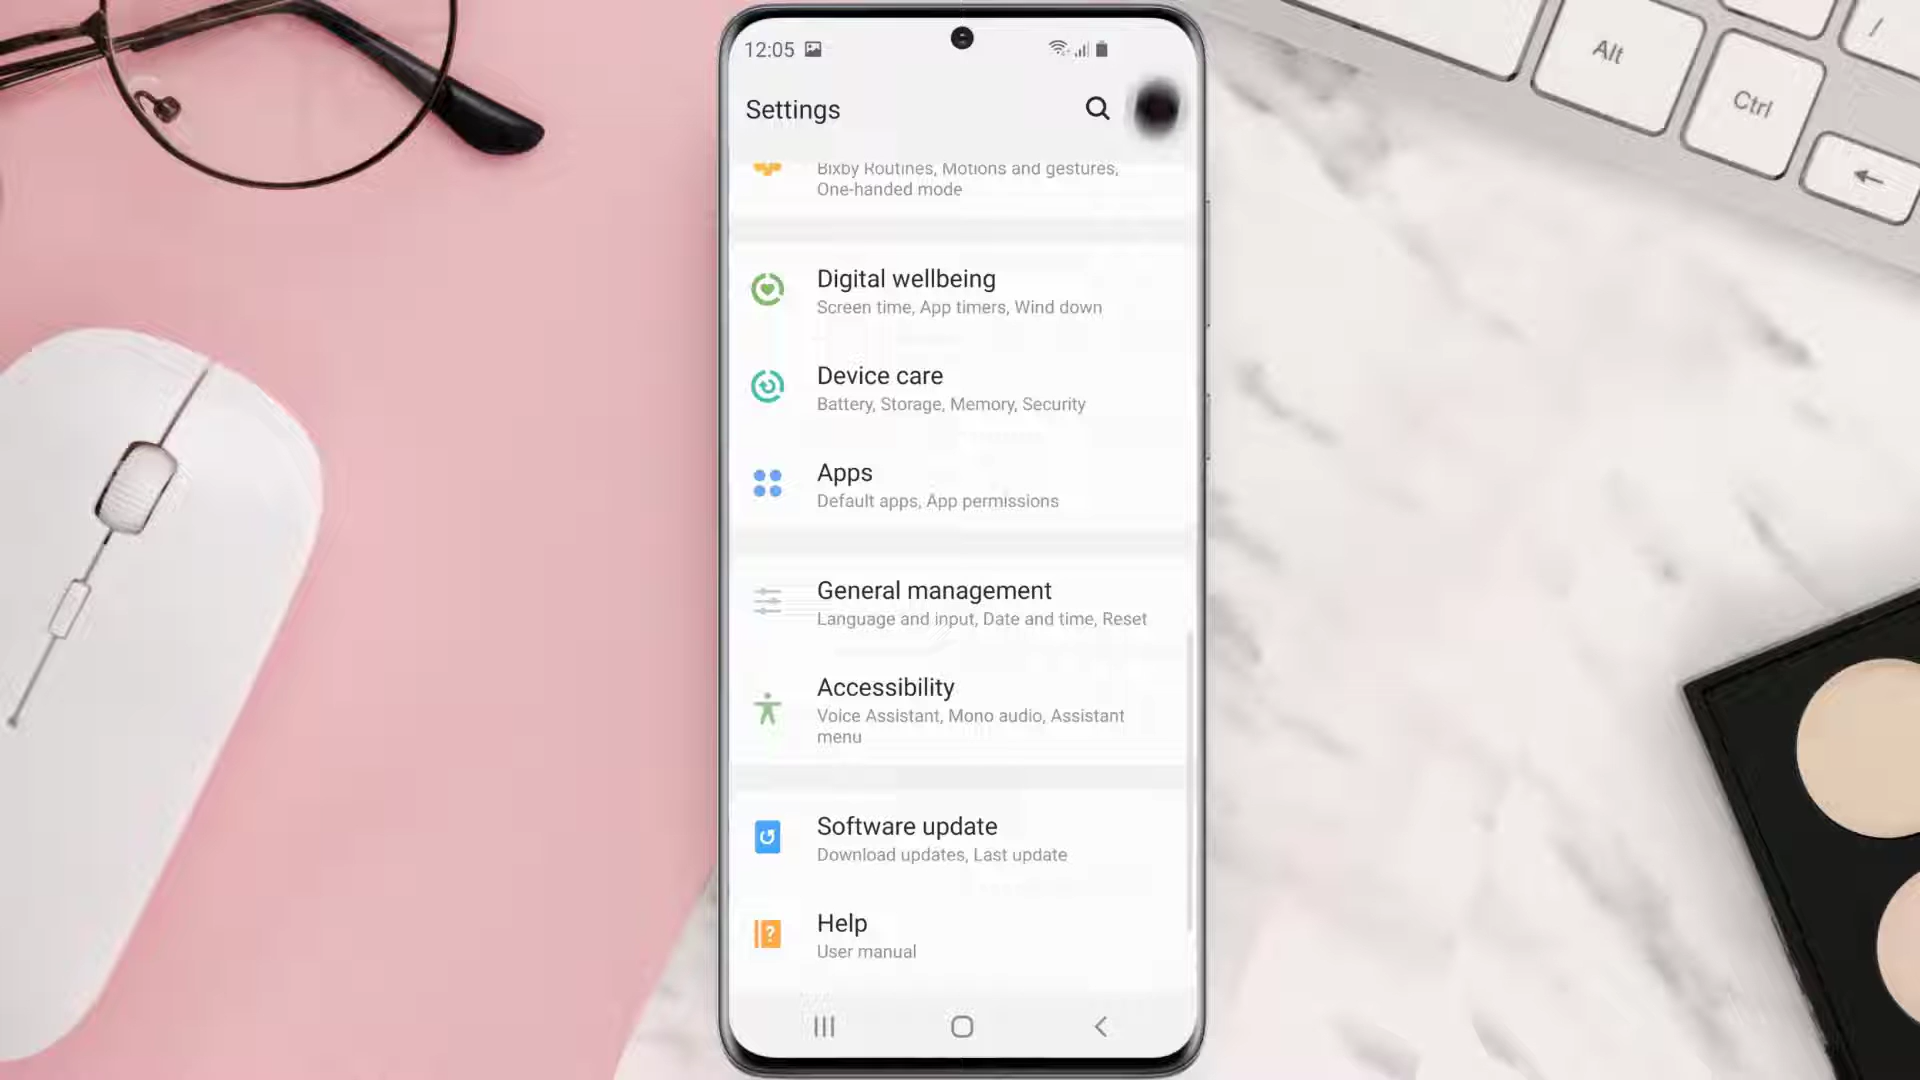 12:05
Settings
Bixby Routines, Motions and gestures,
One-handed mode
Digital wellbeing
Screen time, App timers, Wind down
Device care
Battery, Storage, Memory, Security
Apps
Default apps, App permissions
General management
Language and input, Date and time, Reset
Accessibility
Voice Assistant, Mono audio, Assistant
menu
Software update
Download updates, Last update
Help
User manual
Alt
Ctrl
/